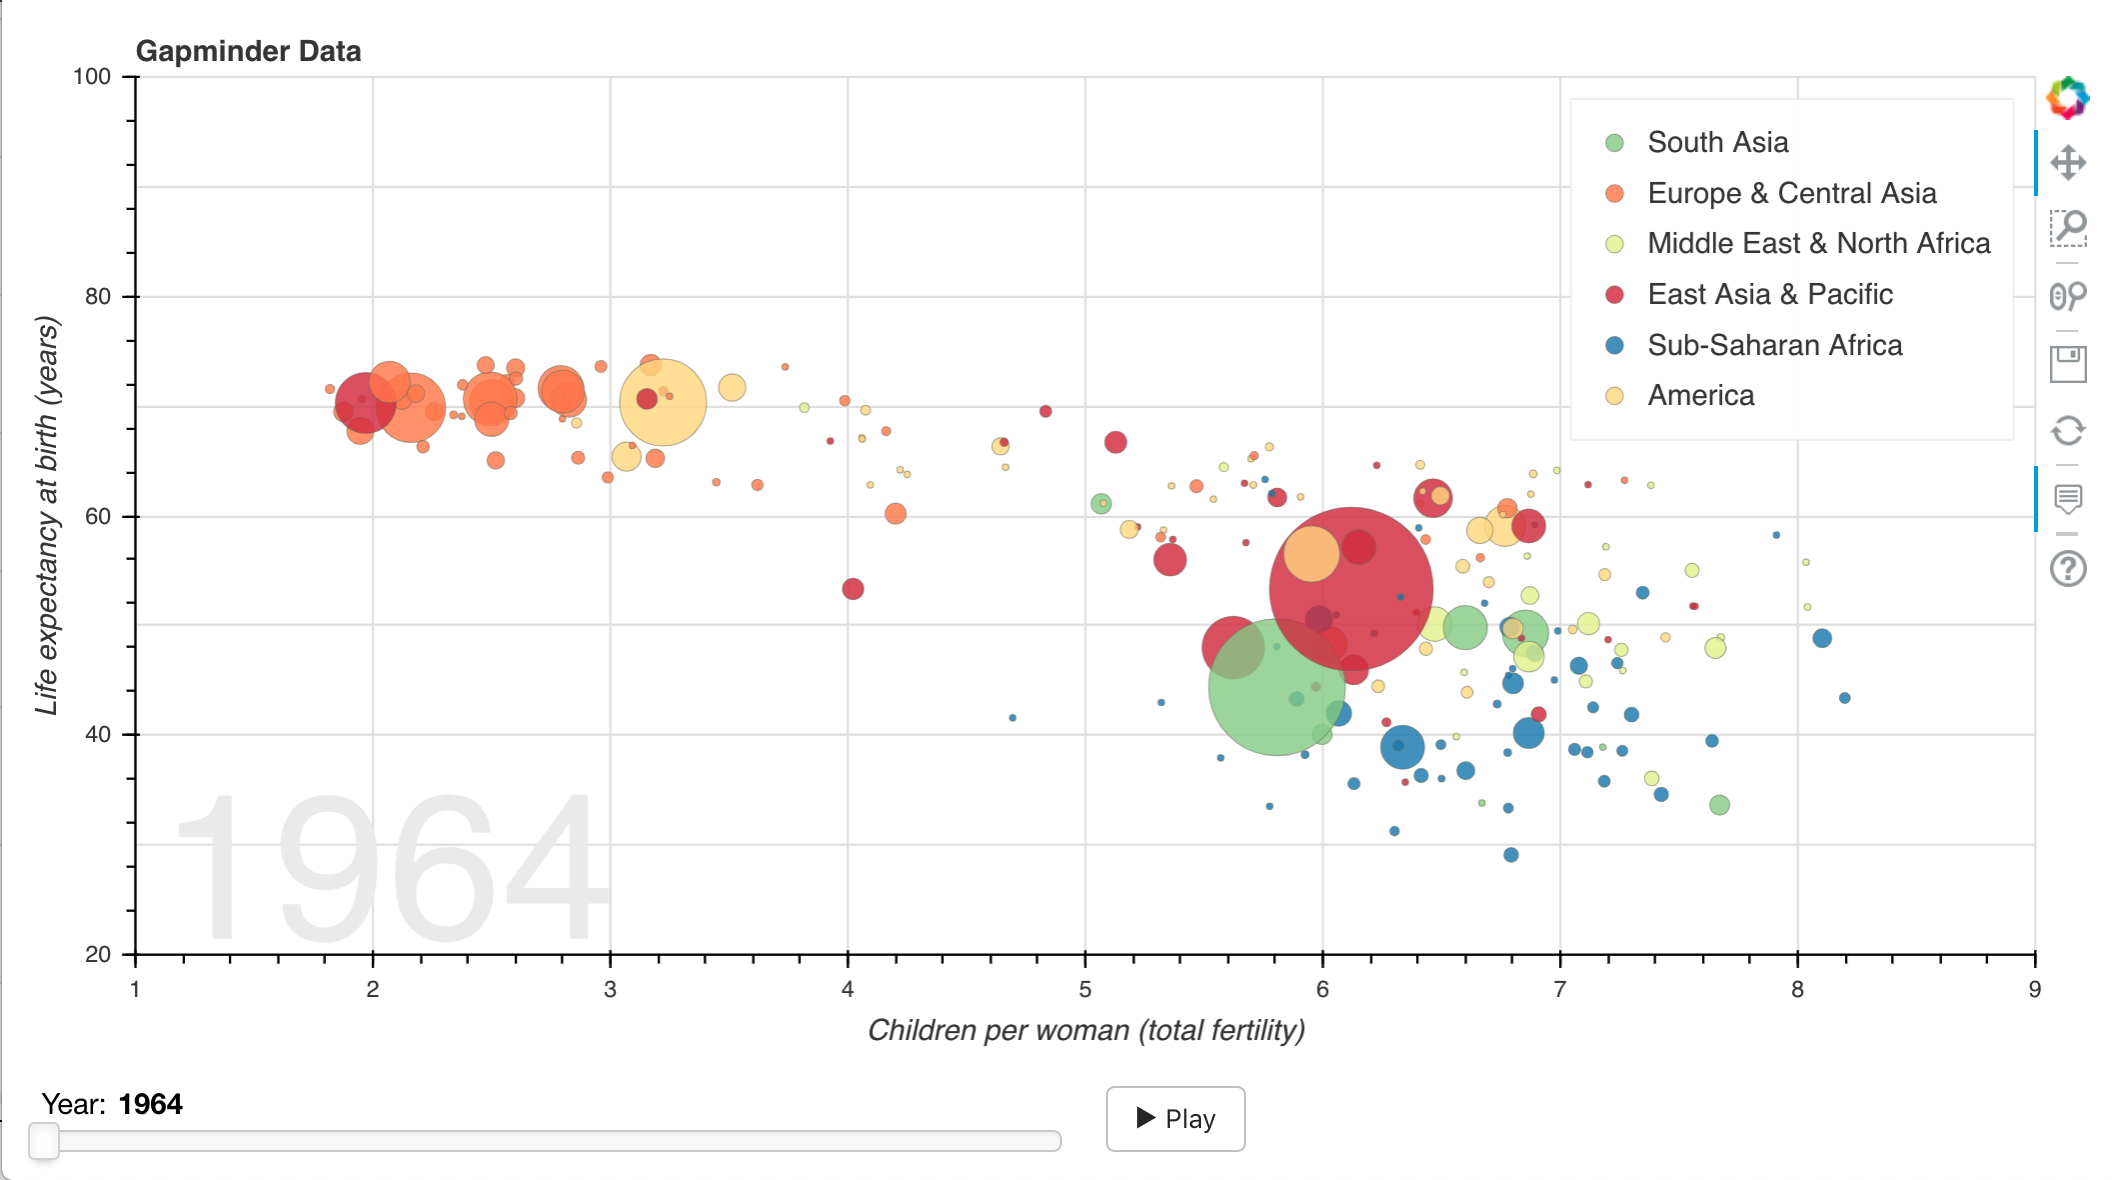 Gapminder Data
100
80
60
40
20
Life expectancy at birth (years)
South Asia
Europe & Central Asia
Middle East & North Africa
East Asia & Pacific
Sub-Saharan Africa
America
1964
1 2 3 4 5 6 7 8 9
Children per woman (total fertility)
Year: 1964
► Play